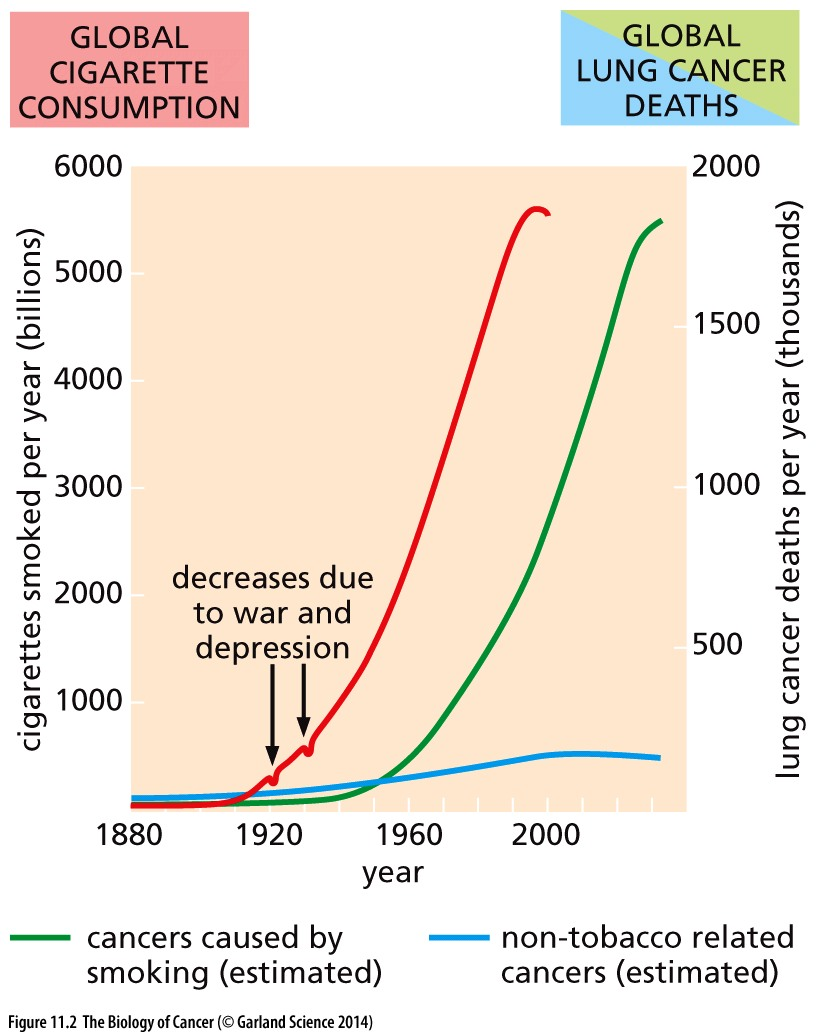 GLOBAL
CIGARETTE
CONSUMPTION
GLOBAL
LUNG CANCER
DEATHS
6000
5000
4000
3000
2000
1000
cigarettes smoked per year (billions)
decreases due
to war and
depression
2000
1500
1000
500
lung cancer deaths per year (thousands)
1880
1920
1960
2000
year
cancers caused by
smoking (estimated)
non-tobacco related
cancers (estimated)
Figure 11.2 The Biology of Cancer (© Garland Science 2014)